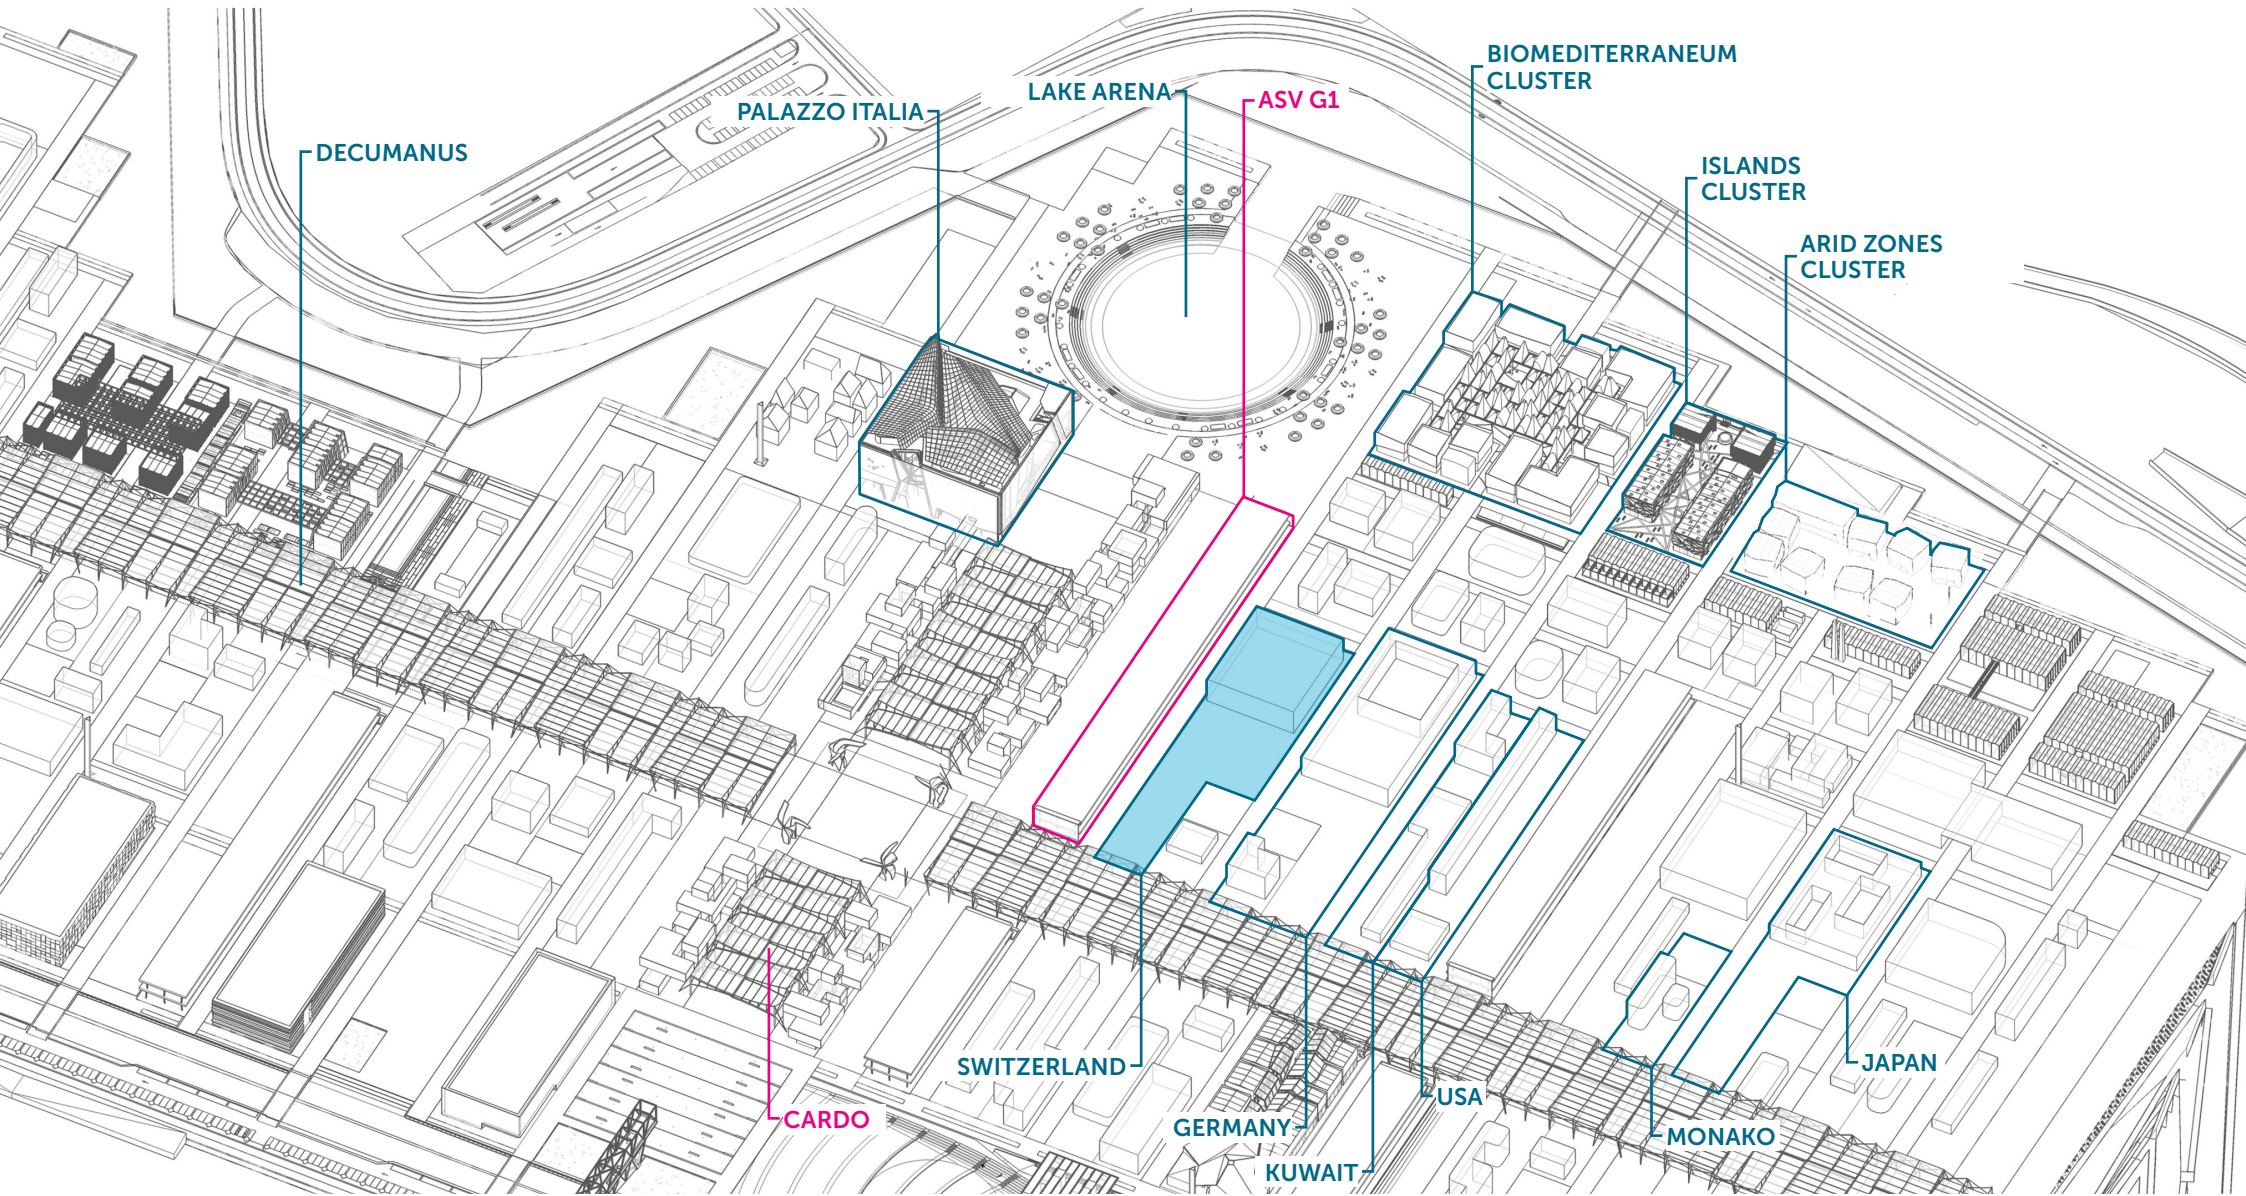 BIOMEDITERRANEUM
CLUSTER
LAKE ARENA
ASV G1
PALAZZO ITALIA
DECUMANUS
ISLANDS
CLUSTER
ARID ZONES
CLUSTER
SWITZERLAND
JAPAN
USA
CARDO
GERMANY
MONAKO
KUWAIT